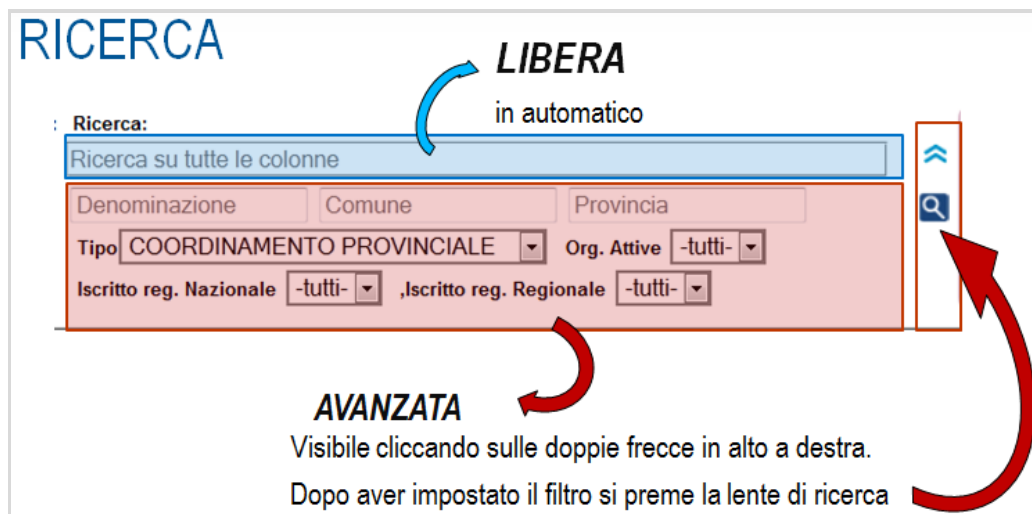 RICERCA
LIBERA
in automatico
: Ricerca:
Ricerca su tutte le colonne
Denominazione Comune Provincia
Tipo COORDINAMENTO PROVINCIALE Org. Attive -tutti-
Iscritto reg. Nazionale -tutti- ,Iscritto reg. Regionale -tutti-
AVANZATA
Visibile cliccando sulle doppie frecce in alto a destra.
Dopo aver impostato il filtro si preme la lente di ricerca